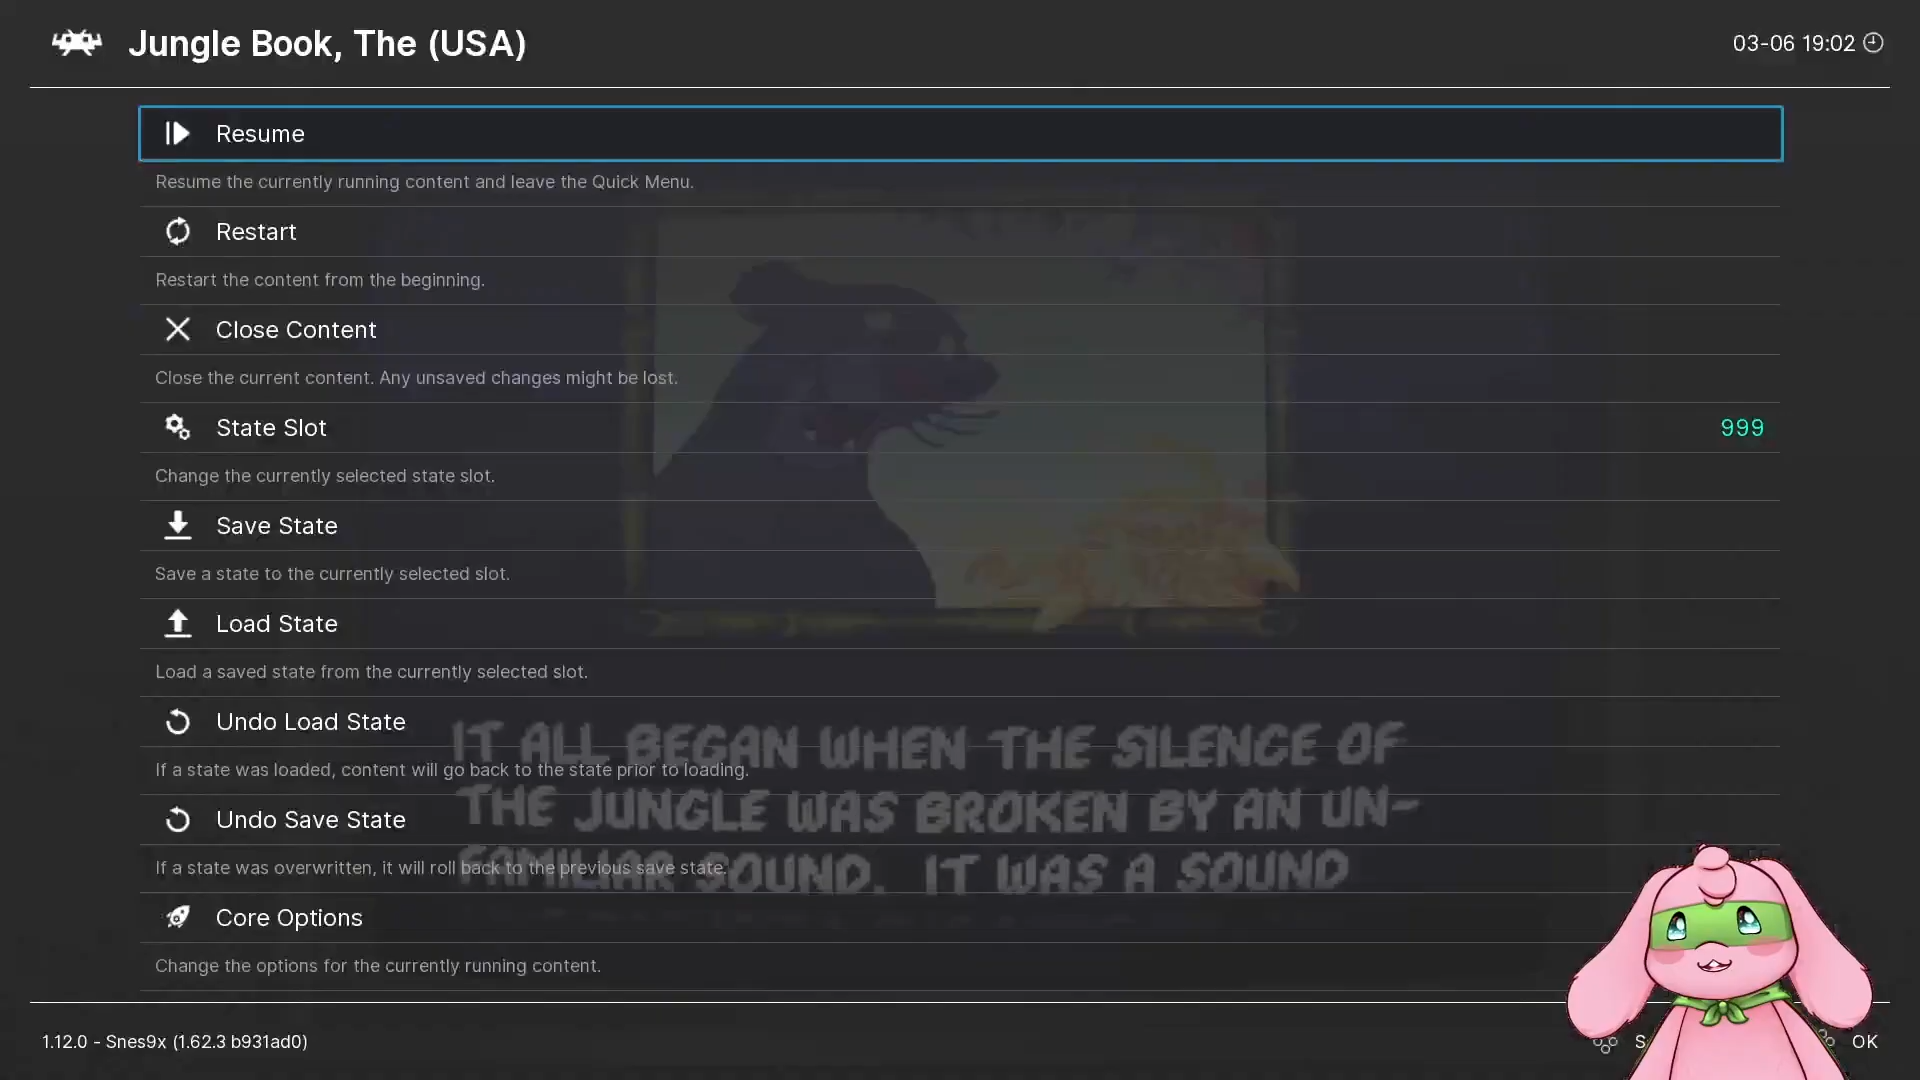 Jungle Book, The (USA)
03-06 19:02
Resume
Resume the currently running content and leave the Quick Menu.
Restart
Restart the content from the beginning.
Close Content
Close the current content. Any unsaved changes might be lost.
State Slot 999
Change the currently selected state slot.
Save State
Save a state to the currently selected slot.
Load State
Load a saved state from the currently selected slot.
Undo Load State
IT ALL BEGAN WHEN THE SILENCE OF
If a state was loaded, content will go back to the state prior to loading.
THE JUNGLE WAS BROKEN BY AN UN-
Undo Save State
If a state was overwritten, it will roll back to the previous save state.
FAMILIAR SOUND. IT WAS A SOUND
Core Options
Change the options for the currently running content.
1.12.0 - Snes9x (1.62.3 b931ad0)
S
OK